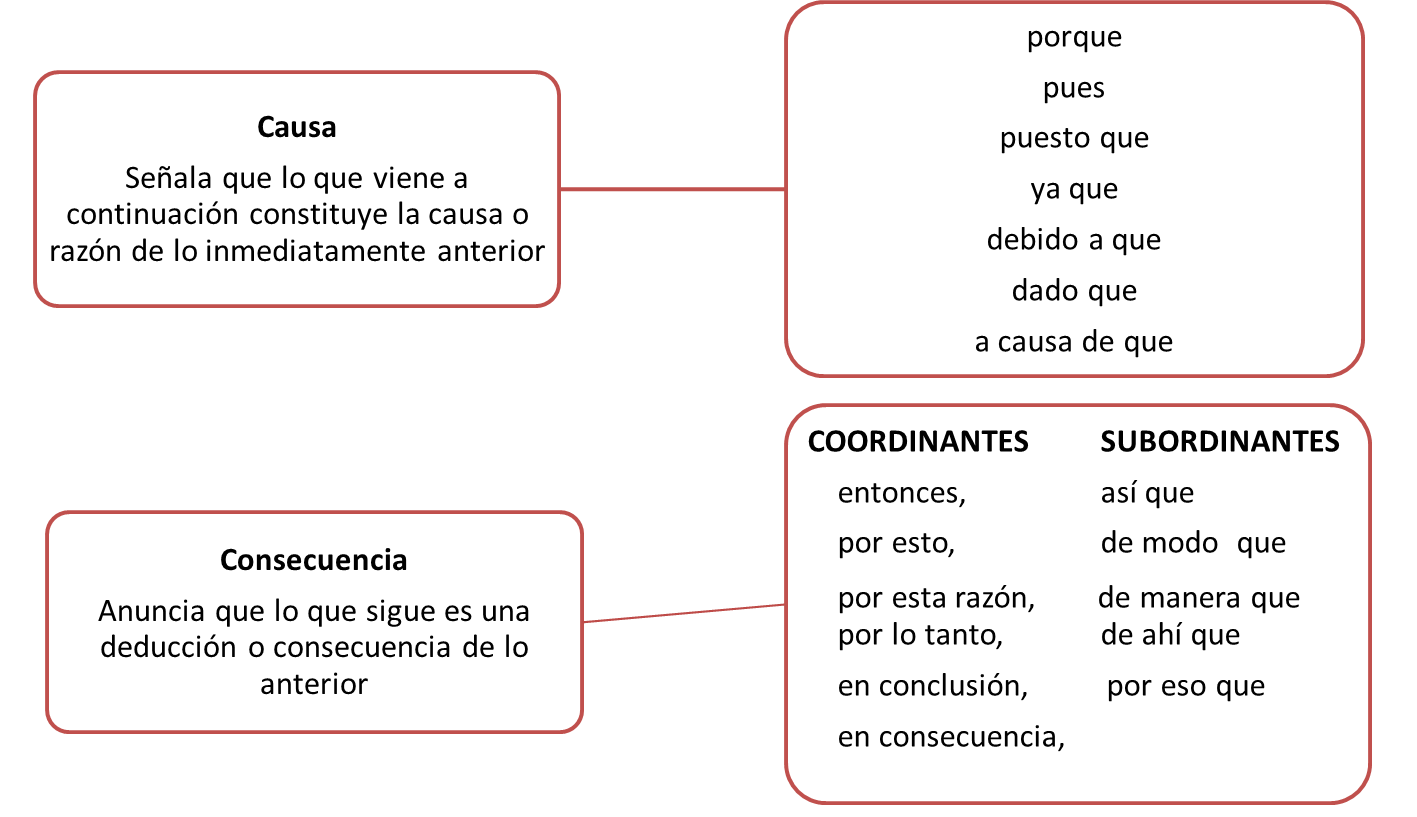 Causa
Señala que lo que viene a
continuación constituye la causa o
razón de lo inmediatamente anterior
porque
pues
puesto que
ya que
debido a que
dado que
a causa de que
Consecuencia
Anuncia que lo que sigue es una
deducción o consecuencia de lo
anterior
COORDINANTES SUBORDINANTES
entonces, así que
por esto, de modo que
por esta razón, de manera que
por lo tanto, de ahí que
en conclusión, por eso que
en consecuencia,